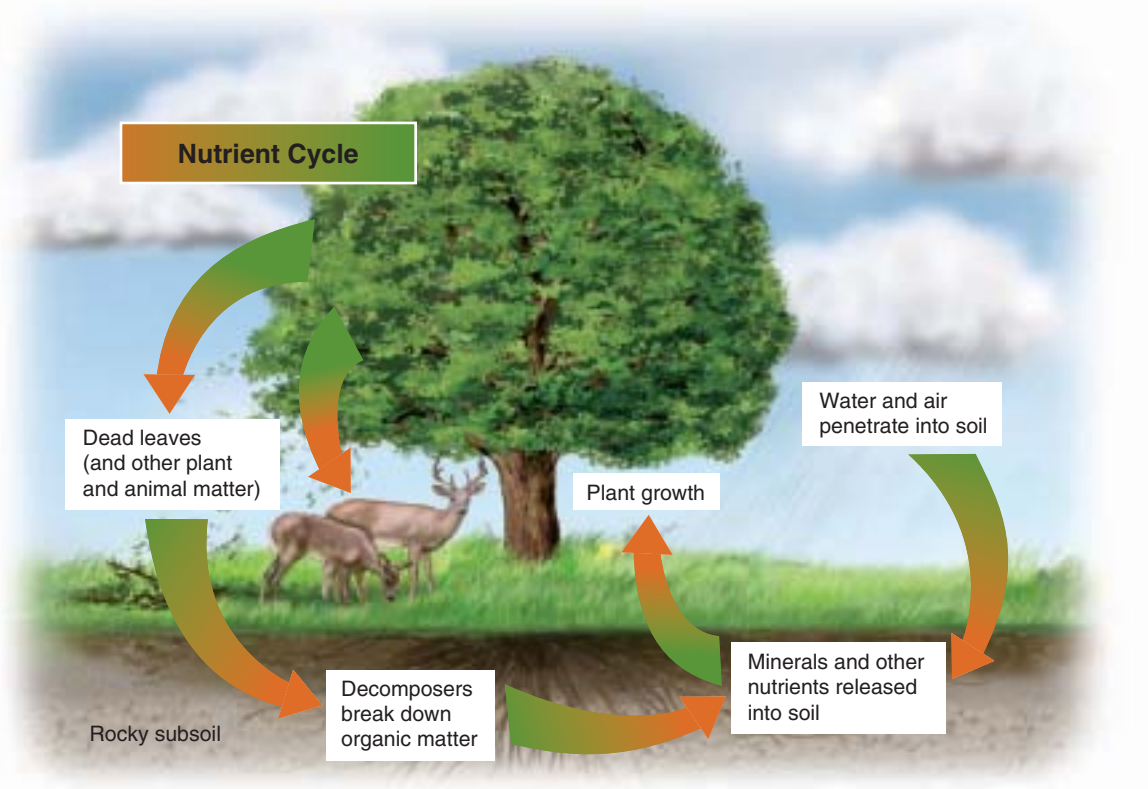 Nutrient Cycle
Dead leaves
(and other plant
and animal matter)
Water and air
penetrate into soil
Plant growth
Minerals and other
nutrients released
into soil
Decomposers
break down
organic matter
Rocky subsoil